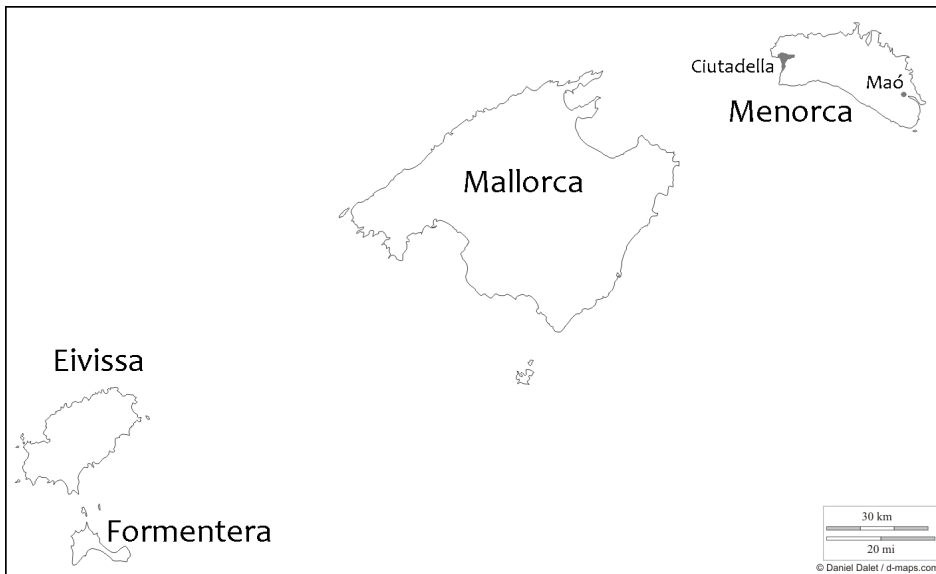 Ciutadella
Maó
Menorca
Mallorca
Eivissa
Formentera
30 km
20 mi
© Daniel Dalet / d-maps.com